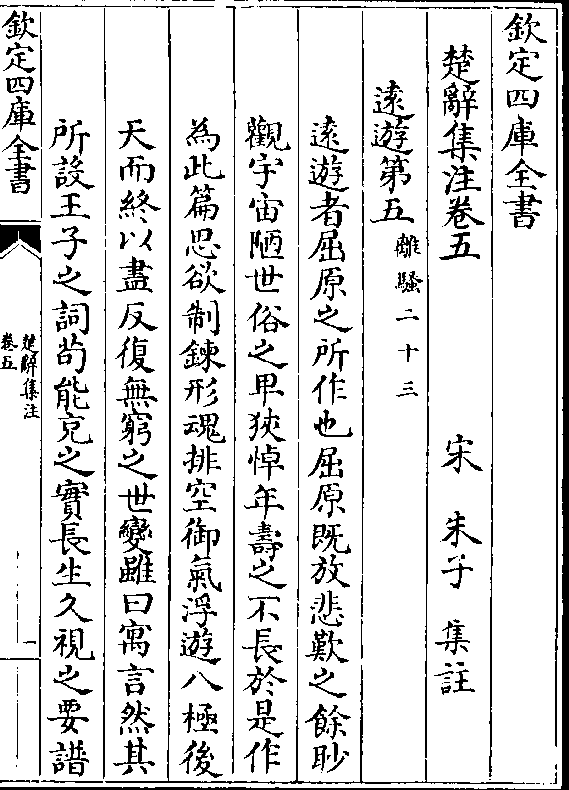 欽定四庫全書
楚辭集注卷五 宋 朱子 集註
逺遊第五 離騷二十三
逺遊者屈原之所作也屈原既放悲歎之餘眇
觀宇宙陋世俗之卑狹悼年壽之不長於是作
為此篇思欲制鍊形魂排空御氣浮遊八極後
天而終以盡反復無窮之世變雖曰寓言然其
所設王子之詞茍能充之實長生久視之要譜
欽定四庫全書
楚辭集注
卷五
一